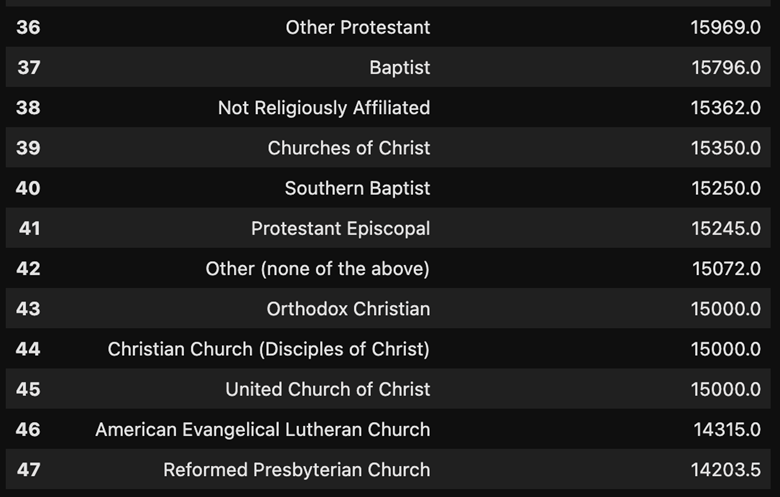 36 Other Protestant 15969.0
37 Baptist 15796.0
38 Not Religiously Affiliated 15362.0
39 Churches of Christ 15350.0
40 Southern Baptist 15250.0
41 Protestant Episcopal 15245.0
42 Other (none of the above) 15072.0
43 Orthodox Christian 15000.0
44 Christian Church (Disciples of Christ) 15000.0
45 United Church of Christ 15000.0
46 American Evangelical Lutheran Church 14315.0
47 Reformed Presbyterian Church 14203.5